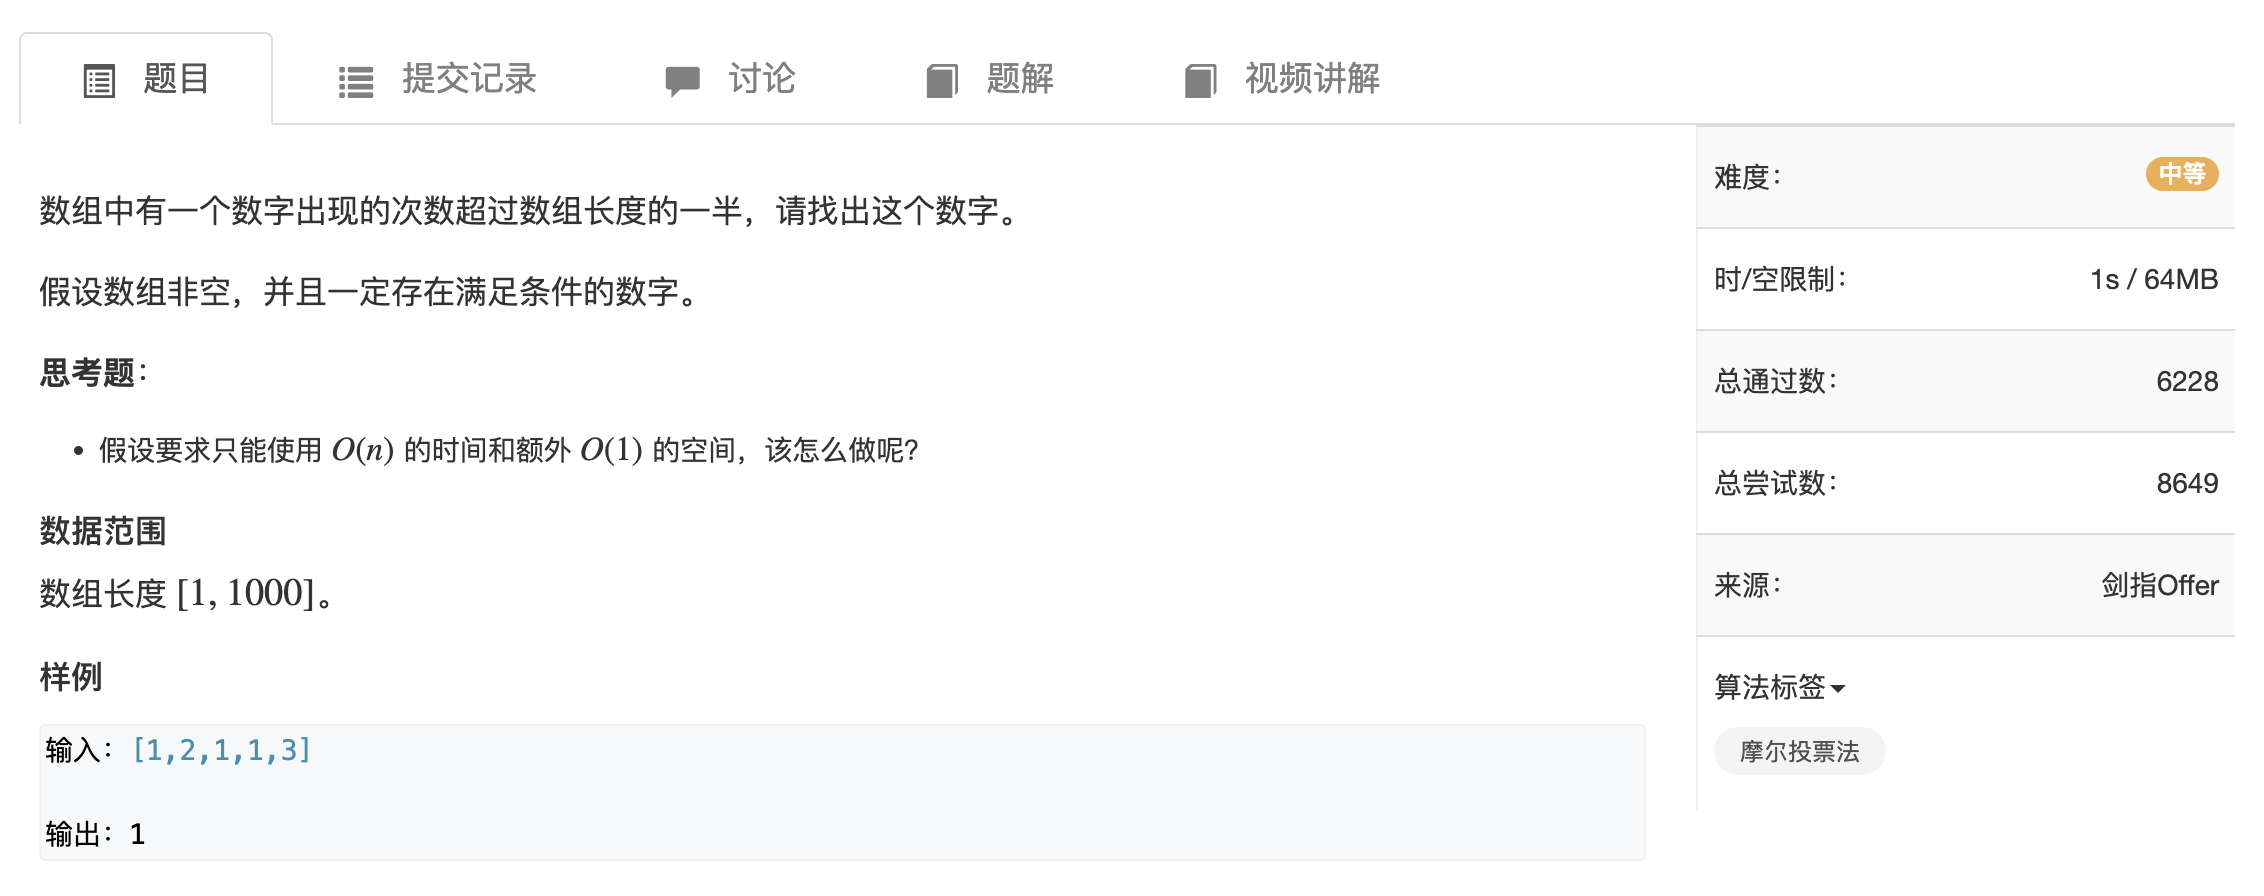 题目 提交记录 讨论 题解 视频讲解
数组中有一个数字出现的次数超过数组长度的一半，请找出这个数字。
假设数组非空，并且一定存在满足条件的数字。
思考题：
• 假设要求只能使用 O(n) 的时间和额外 O(1) 的空间，该怎么做呢?
数据范围
数组长度 [1, 1000]。
样例
输入：[1,2,1,1,3]
输出：1
难度： 中等
时/空限制： 1s / 64MB
总通过数： 6228
总尝试数： 8649
来源： 剑指Offer
算法标签
摩尔投票法